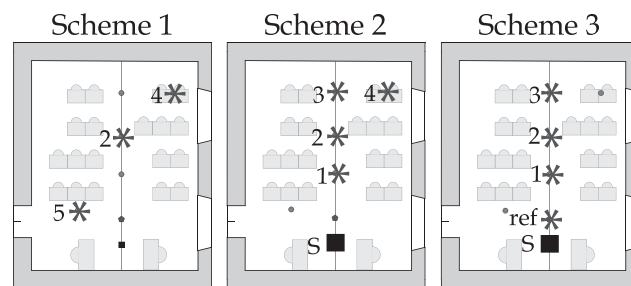 Scheme 1 Scheme 2 Scheme 3
4 3 4 3
2 2 2
1 1
5 ref
S S